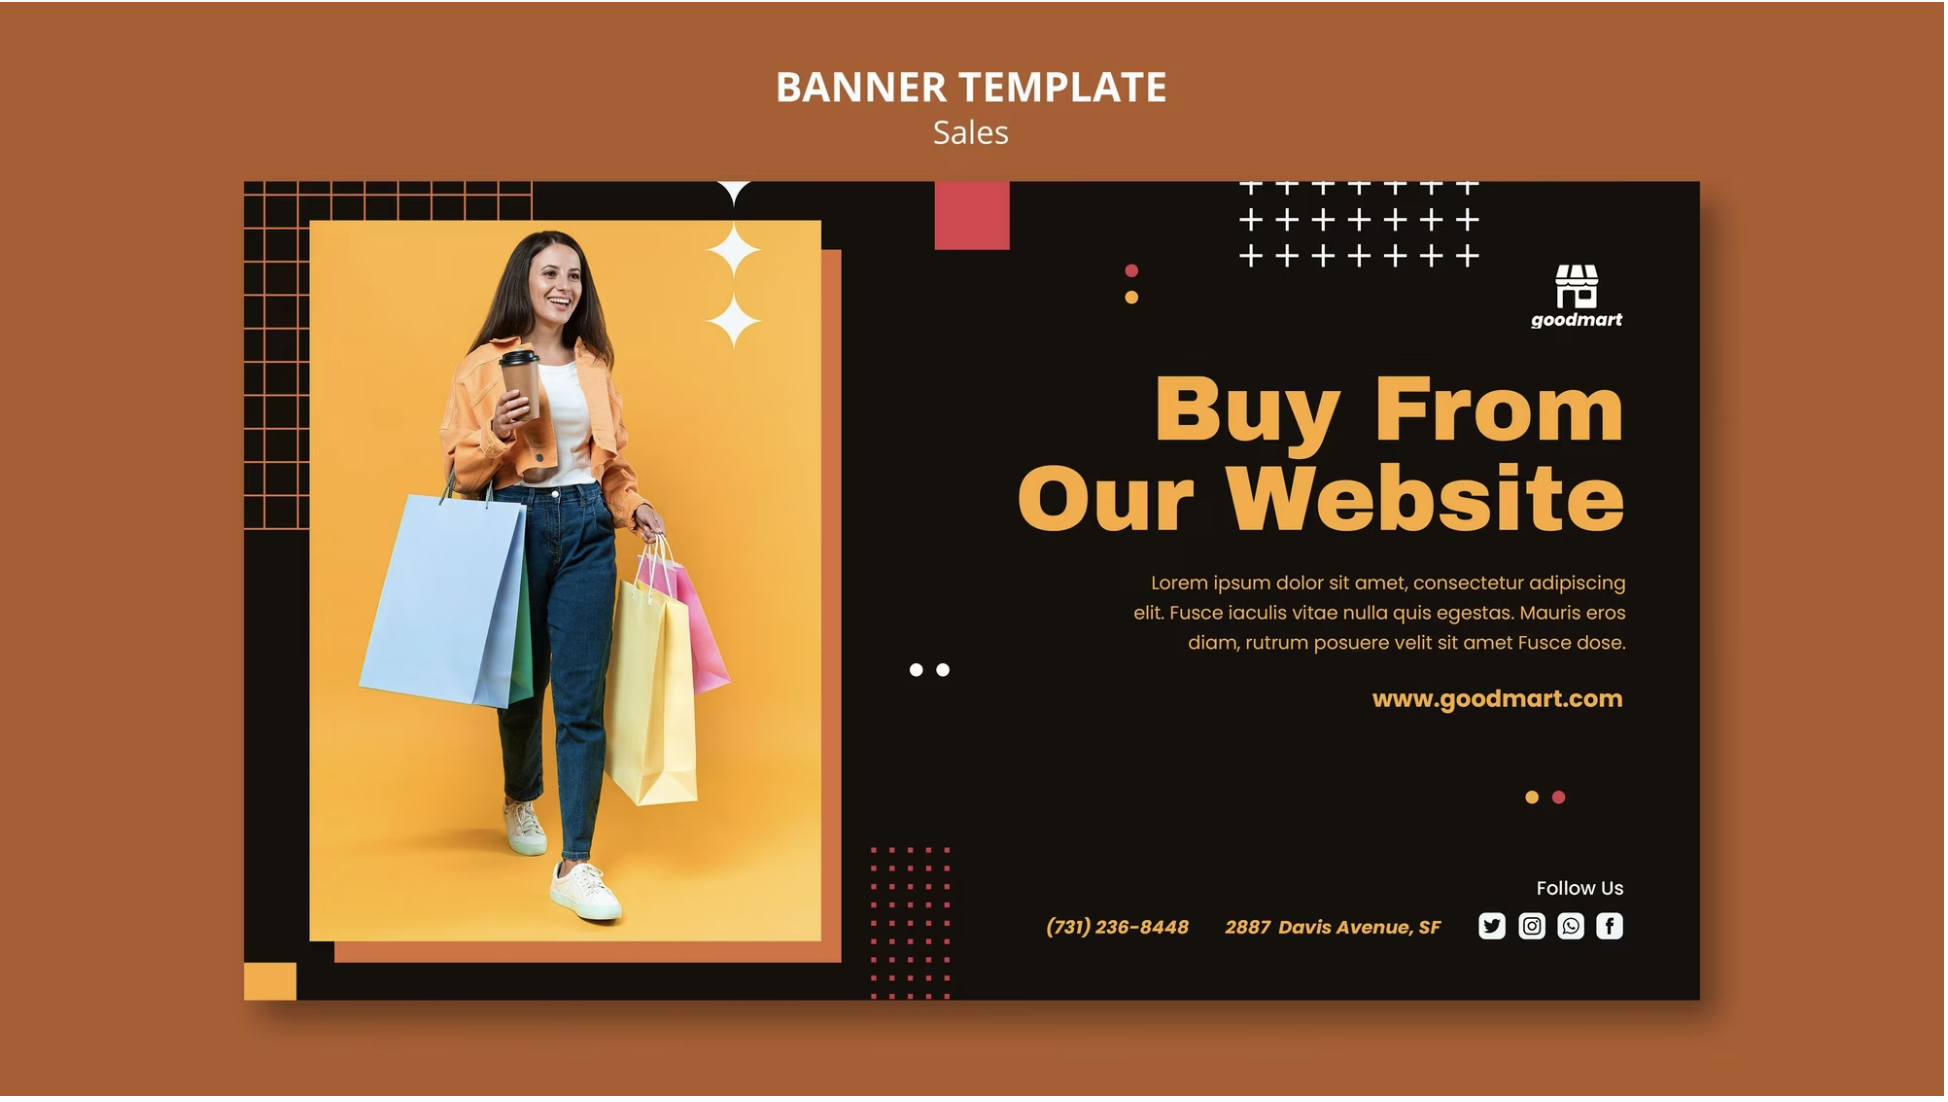 BANNER TEMPLATE
Sales
goodmart
Buy From
Our Website
Lorem ipsum dolor sit amet, consectetur adipiscing
elit. Fusce iaculis vitae nulla quis egestas. Mauris eros
diam, rutrum posuere velit sit amet Fusce dose.
www.goodmart.com
Follow Us
(731) 236-8448 2887 Davis Avenue, SF